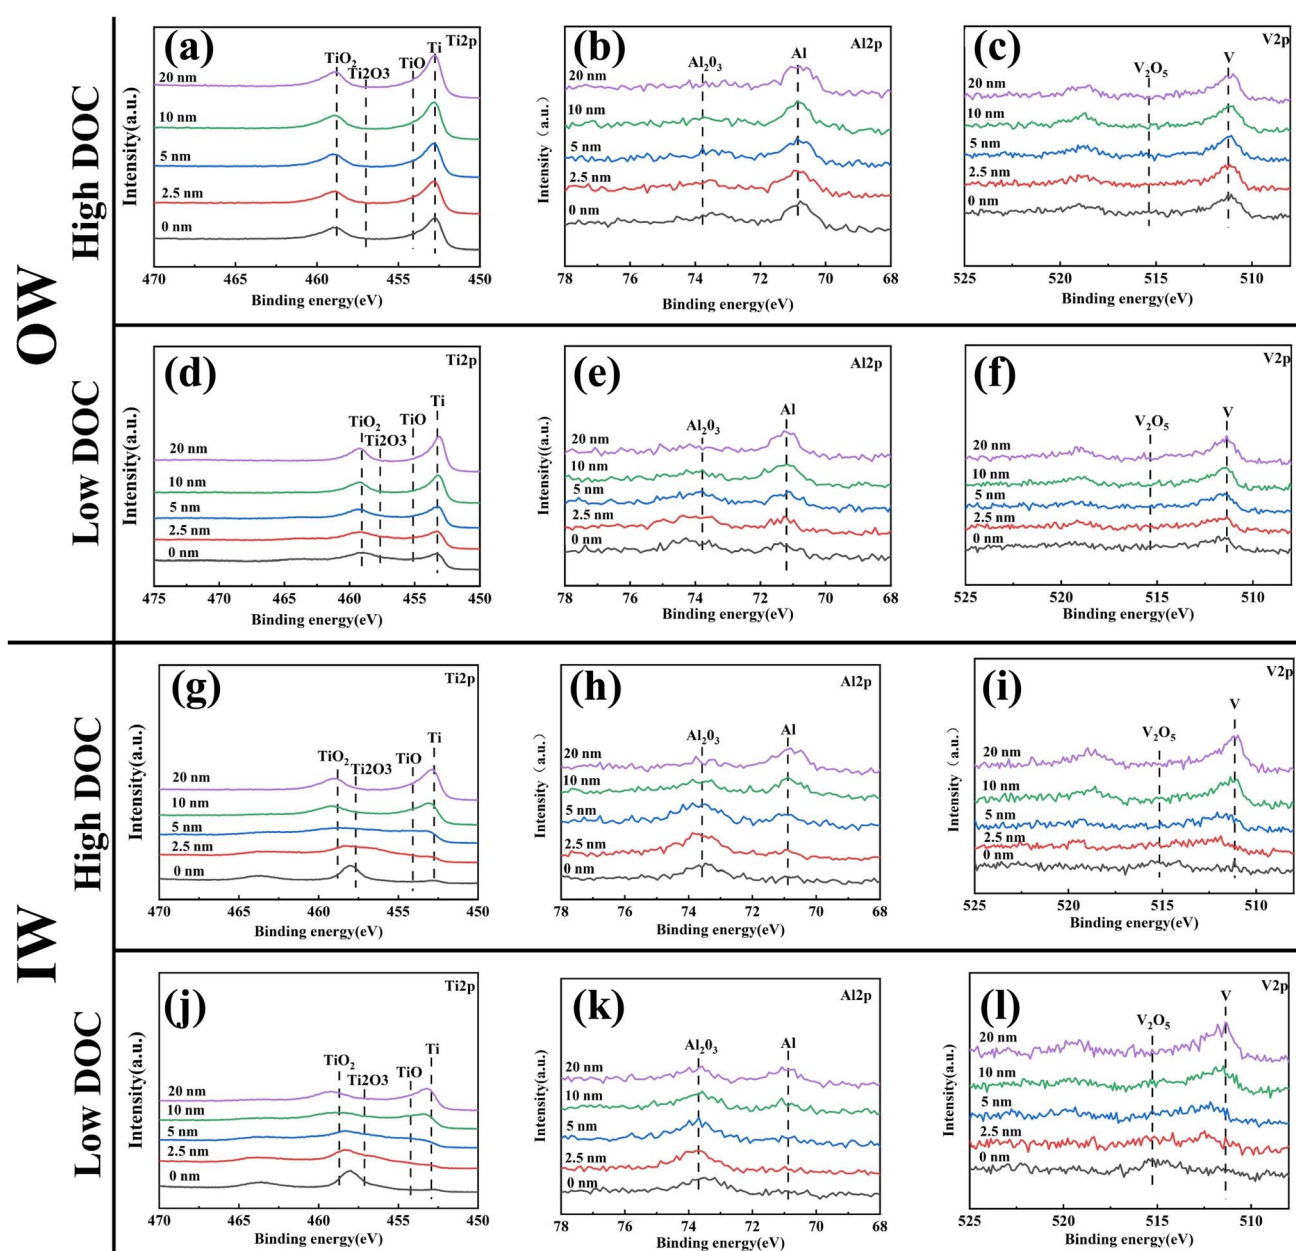 OW
High DOC
(a)
Ti2p
TiO₂
Ti2O3
TiO
Ti
20 nm
10 nm
5 nm
2.5 nm
0 nm
Intensity(a.u.)
470 465 460 455 450
Binding energy(eV)
(b)
Al2p
Al₂0₃
Al
20 nm
10 nm
5 nm
2.5 nm
0 nm
Intensity（a.u.）
78 76 74 72 70 68
Binding energy(eV)
(c)
V2p
V₂O₅
V
20 nm
10 nm
5 nm
2.5 nm
0 nm
525 520 515 510
Binding energy(eV)
Low DOC
(d)
Ti2p
TiO₂
Ti2O3
TiO
Ti
20 nm
10 nm
5 nm
2.5 nm
0 nm
Intensity(a.u.)
475 470 465 460 455 450
Binding energy(eV)
(e)
Al2p
Al₂0₃
Al
20 nm
10 nm
5 nm
2.5 nm
0 nm
Intensity((a.u.)
78 76 74 72 70 68
Binding energy(eV)
(f)
V2p
V₂O₅
V
20 nm
10 nm
5 nm
2.5 nm
0 nm
525 520 515 510
Binding energy(eV)
IW
High DOC
(g)
Ti2p
TiO₂
Ti2O3
TiO
Ti
20 nm
10 nm
5 nm
2.5 nm
0 nm
Intensity(a.u.)
470 465 460 455 450
Binding energy(eV)
(h)
Al2p
Al₂0₃
Al
20 nm
10 nm
5 nm
2.5 nm
0 nm
Intensity（a.u.）
78 76 74 72 70 68
Binding energy(eV)
(i)
V2p
V₂O₅
V
20 nm
10 nm
5 nm
2.5 nm
0 nm
Intensity（a.u.）
525 520 515 510
Binding energy(eV)
Low DOC
(j)
Ti2p
TiO₂
Ti2O3
TiO
Ti
20 nm
10 nm
5 nm
2.5 nm
0 nm
Intensity(a.u.)
470 465 460 455 450
Binding energy(eV)
(k)
Al2p
Al₂0₃
Al
20 nm
10 nm
5 nm
2.5 nm
0 nm
Intensity(a.u.)
78 76 74 72 70 68
Binding energy(eV)
(l)
V2p
V₂O₅
V
20 nm
10 nm
5 nm
2.5 nm
0 nm
Intensity(a.u.)
525 520 515 510
Binding energy(eV)